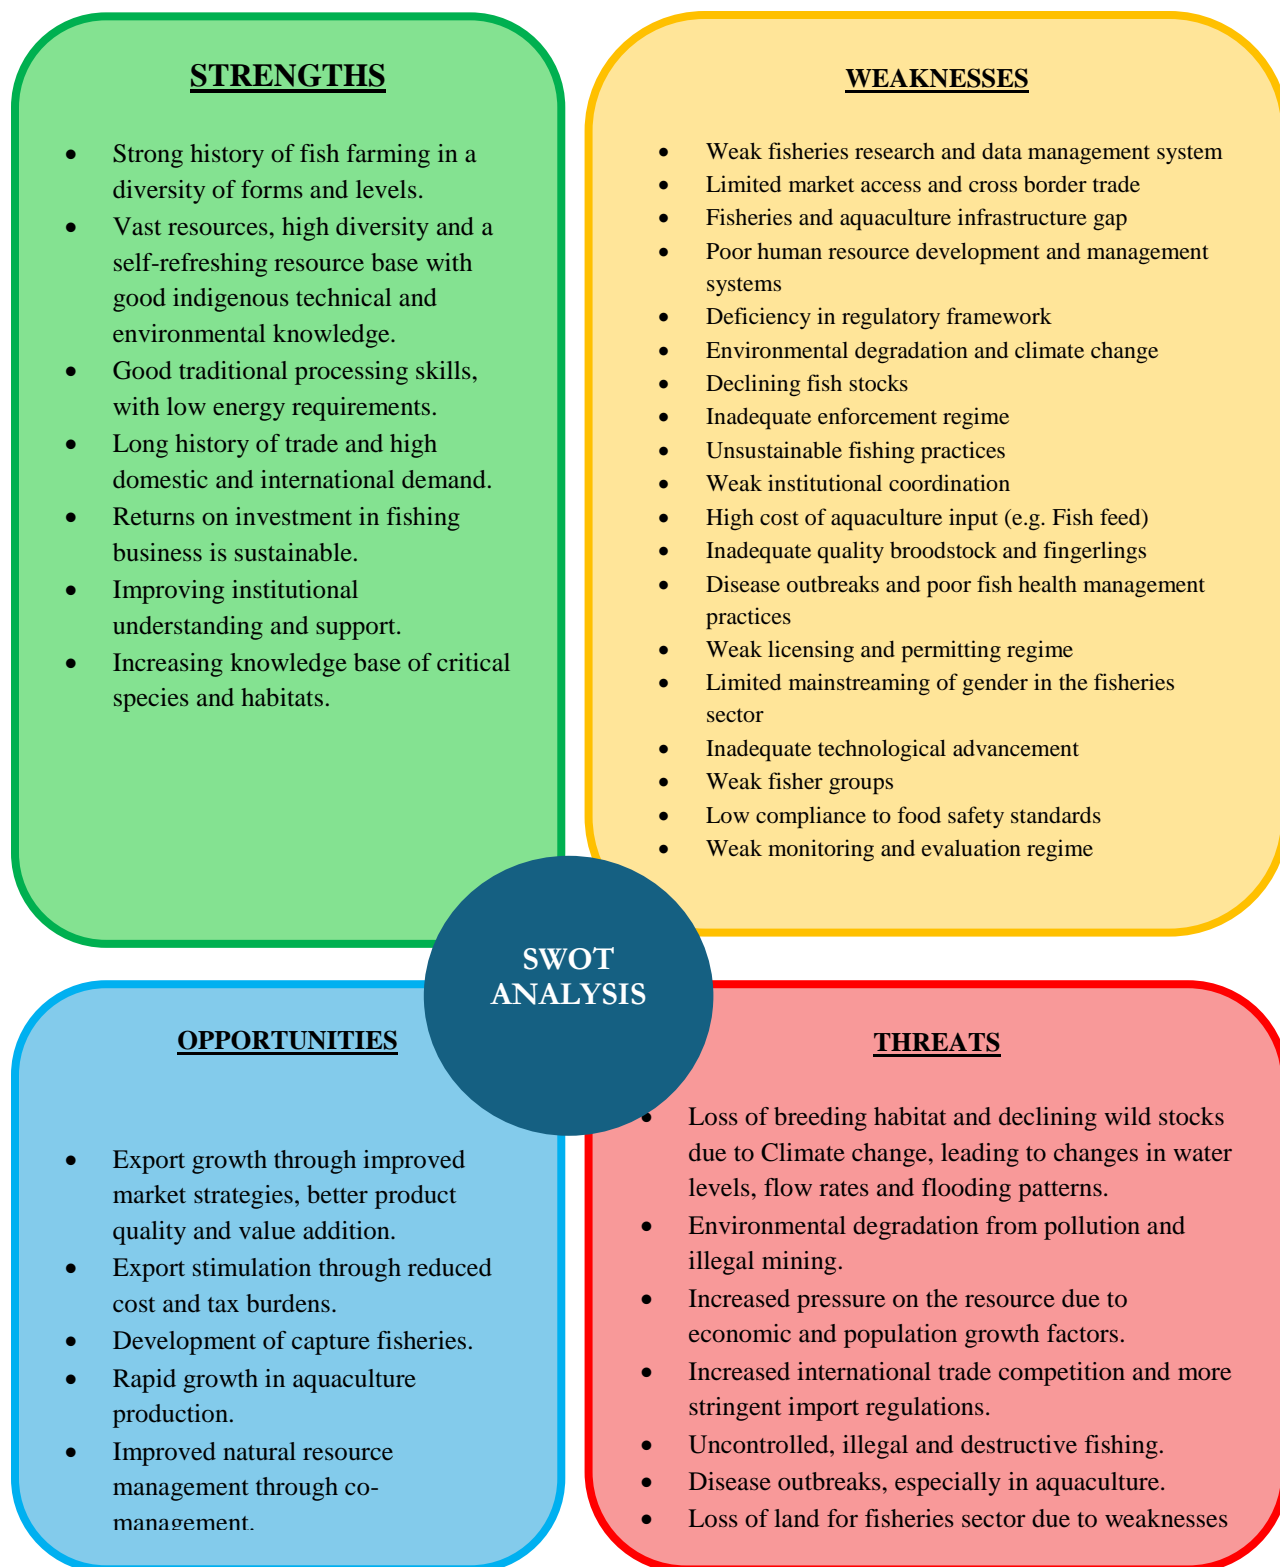 STRENGTHS
• Strong history of fish farming in a
diversity of forms and levels.
• Vast resources, high diversity and a
self-refreshing resource base with
good indigenous technical and
environmental knowledge.
• Good traditional processing skills,
with low energy requirements.
• Long history of trade and high
domestic and international demand.
• Returns on investment in fishing
business is sustainable.
• Improving institutional
understanding and support.
• Increasing knowledge base of critical
species and habitats.
WEAKNESSES
• Weak fisheries research and data management system
• Limited market access and cross border trade
• Fisheries and aquaculture infrastructure gap
• Poor human resource development and management
systems
• Deficiency in regulatory framework
• Environmental degradation and climate change
• Declining fish stocks
• Inadequate enforcement regime
• Unsustainable fishing practices
• Weak institutional coordination
• High cost of aquaculture input (e.g. Fish feed)
• Inadequate quality broodstock and fingerlings
• Disease outbreaks and poor fish health management
practices
• Weak licensing and permitting regime
• Limited mainstreaming of gender in the fisheries
sector
• Inadequate technological advancement
• Weak fisher groups
• Low compliance to food safety standards
• Weak monitoring and evaluation regime
SWOT
ANALYSIS
OPPORTUNITIES
• Export growth through improved
market strategies, better product
quality and value addition.
• Export stimulation through reduced
cost and tax burdens.
• Development of capture fisheries.
• Rapid growth in aquaculture
production.
• Improved natural resource
management through co-
management.
THREATS
• Loss of breeding habitat and declining wild stocks
due to Climate change, leading to changes in water
levels, flow rates and flooding patterns.
• Environmental degradation from pollution and
illegal mining.
• Increased pressure on the resource due to
economic and population growth factors.
• Increased international trade competition and more
stringent import regulations.
• Uncontrolled, illegal and destructive fishing.
• Disease outbreaks, especially in aquaculture.
• Loss of land for fisheries sector due to weaknesses